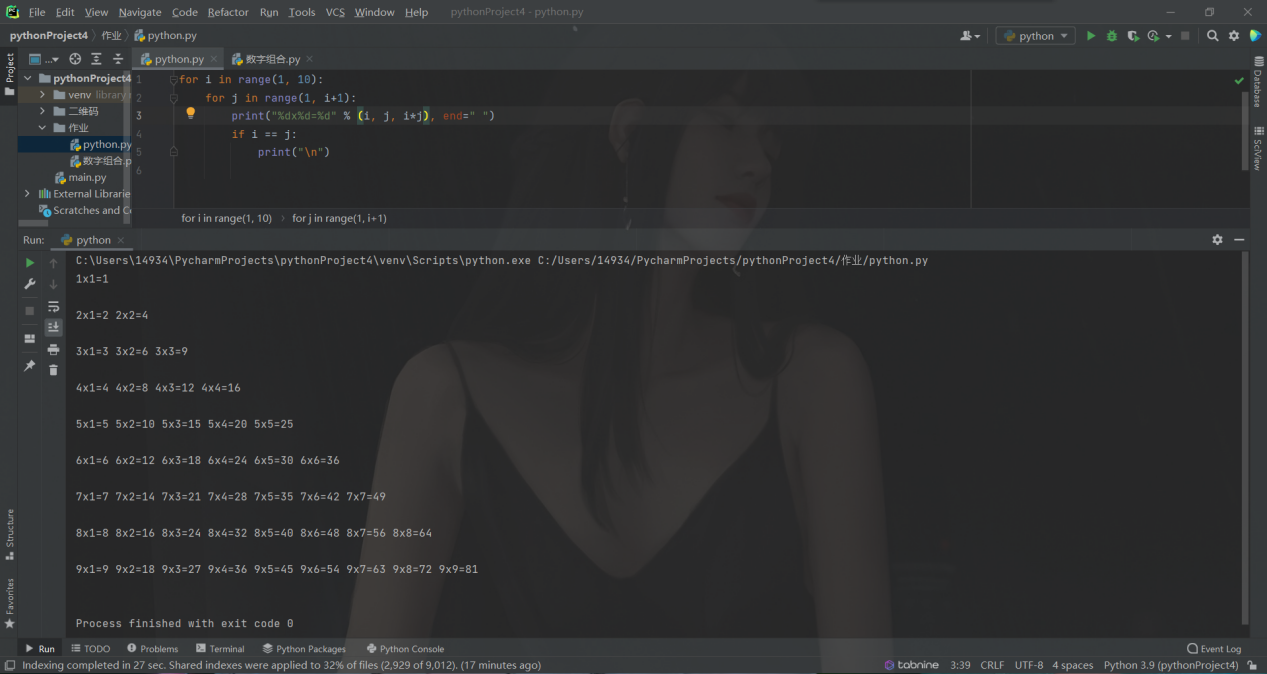 File Edit View Navigate Code Refactor Run Tools VCS Window Help pythonProject4 - python.py
pythonProject4 作业 python.py python
... python.py 数字组合.py
Project
pythonProject4
venv library
二维码
作业
python.py
数字组合.p
main.py
External Librarie
Scratches and Co
1 for i in range(1, 10):
2 for j in range(1, i+1):
3 print("%dx%d=%d" % (i, j, i*j), end=" ")
4 if i == j:
5 print("\n")
6
for i in range(1, 10) for j in range(1, i+1)
Database
SciView
Run: python
C:\Users\14934\PycharmProjects\pythonProject4\venv\Scripts\python.exe C:/Users/14934/PycharmProjects/pythonProject4/作业/python.py
1x1=1
2x1=2 2x2=4
3x1=3 3x2=6 3x3=9
4x1=4 4x2=8 4x3=12 4x4=16
5x1=5 5x2=10 5x3=15 5x4=20 5x5=25
6x1=6 6x2=12 6x3=18 6x4=24 6x5=30 6x6=36
7x1=7 7x2=14 7x3=21 7x4=28 7x5=35 7x6=42 7x7=49
8x1=8 8x2=16 8x3=24 8x4=32 8x5=40 8x6=48 8x7=56 8x8=64
9x1=9 9x2=18 9x3=27 9x4=36 9x5=45 9x6=54 9x7=63 9x8=72 9x9=81
Process finished with exit code 0
Structure
Favorites
Run TODO Problems Terminal Python Packages Python Console Event Log
Indexing completed in 27 sec. Shared indexes were applied to 32% of files (2,929 of 9,012). (17 minutes ago) tabnine 3:39 CRLF UTF-8 4 spaces Python 3.9 (pythonProject4)